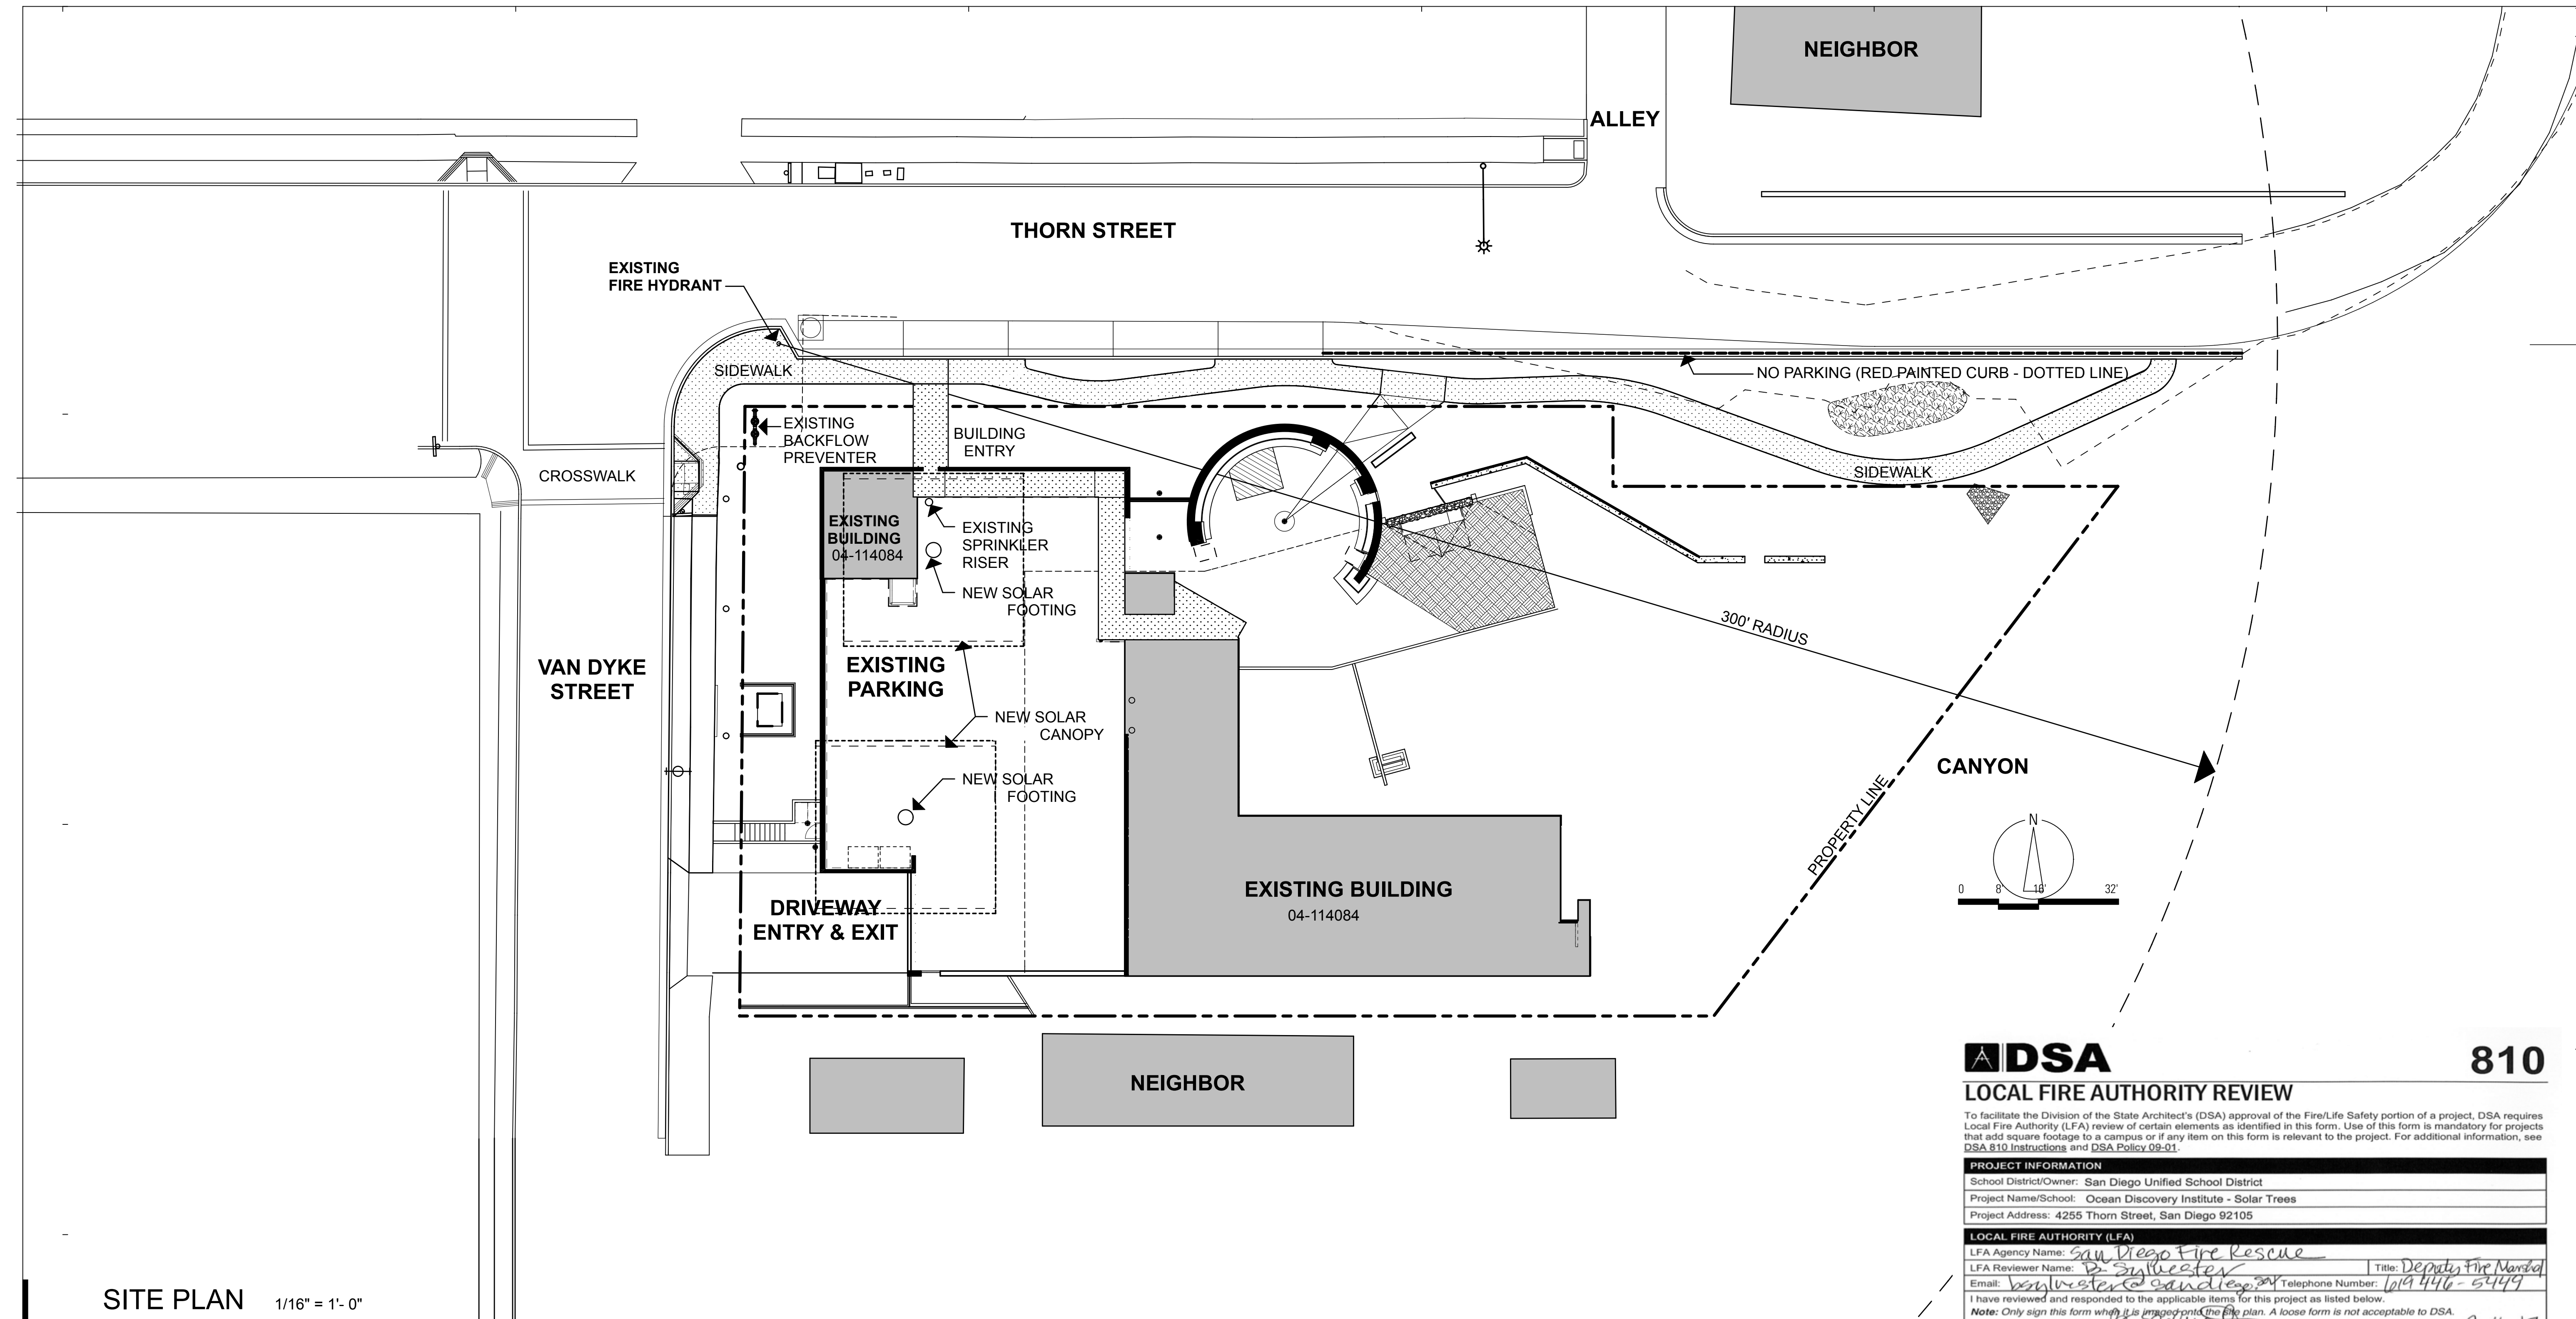 NEIGHBOR
ALLEY
THORN STREET
EXISTING
FIRE HYDRANT
SIDEWALK
NO PARKING (RED PAINTED CURB - DOTTED LINE)
EXISTING
BACKFLOW
PREVENTER
BUILDING
ENTRY
CROSSWALK
SIDEWALK
EXISTING
BUILDING
04-114084
EXISTING
SPRINKLER
RISER
NEW SOLAR
FOOTING
300' RADIUS
VAN DYKE
STREET
EXISTING
PARKING
NEW SOLAR
CANOPY
NEW SOLAR
FOOTING
CANYON
PROPERTY LINE
N
0 8' 16' 32'
EXISTING BUILDING
04-114084
DRIVEWAY
ENTRY & EXIT
NEIGHBOR
SITE PLAN 1/16" = 1'- 0"
DSA 810
LOCAL FIRE AUTHORITY REVIEW
To facilitate the Division of the State Architect's (DSA) approval of the Fire/Life Safety portion of a project, DSA requires
Local Fire Authority (LFA) review of certain elements as identified in this form. Use of this form is mandatory for projects
that add square footage to a campus or if any item on this form is relevant to the project. For additional information, see
DSA 810 Instructions and DSA Policy 09-01.
PROJECT INFORMATION
School District/Owner: San Diego Unified School District
Project Name/School: Ocean Discovery Institute - Solar Trees
Project Address: 4255 Thorn Street, San Diego 92105
LOCAL FIRE AUTHORITY (LFA)
LFA Agency Name: San Diego Fire Rescue
LFA Reviewer Name: B Sylvester Title: Deputy Fire Marshal
Email: bsylvester@sandiego.gov Telephone Number: 619 446-5449
I have reviewed and responded to the applicable items for this project as listed below.
Note: Only sign this form when it is imaged onto the site plan. A loose form is not acceptable to DSA.